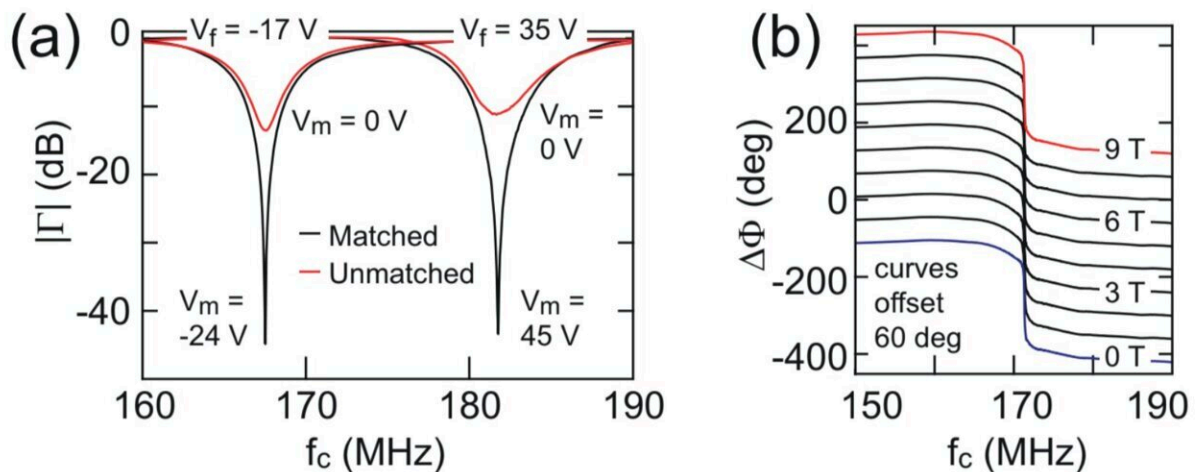 (a)
V_f = -17 V
V_f = 35 V
0
-20
-40
|Γ| (dB)
V_m = 0 V
V_m =
0 V
Matched
Unmatched
V_m =
-24 V
V_m =
45 V
160
170
180
190
f_c (MHz)
(b)
200
0
-200
-400
ΔΦ (deg)
9 T
6 T
3 T
0 T
curves
offset
60 deg
150
170
190
f_c (MHz)